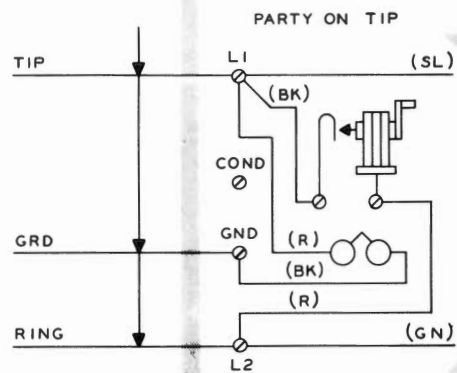 PARTY ON TIP
TIP
L1
(SL)
(BK)
COND
GRD
GND
(R)
(BK)
(R)
RING
(GN)
L2